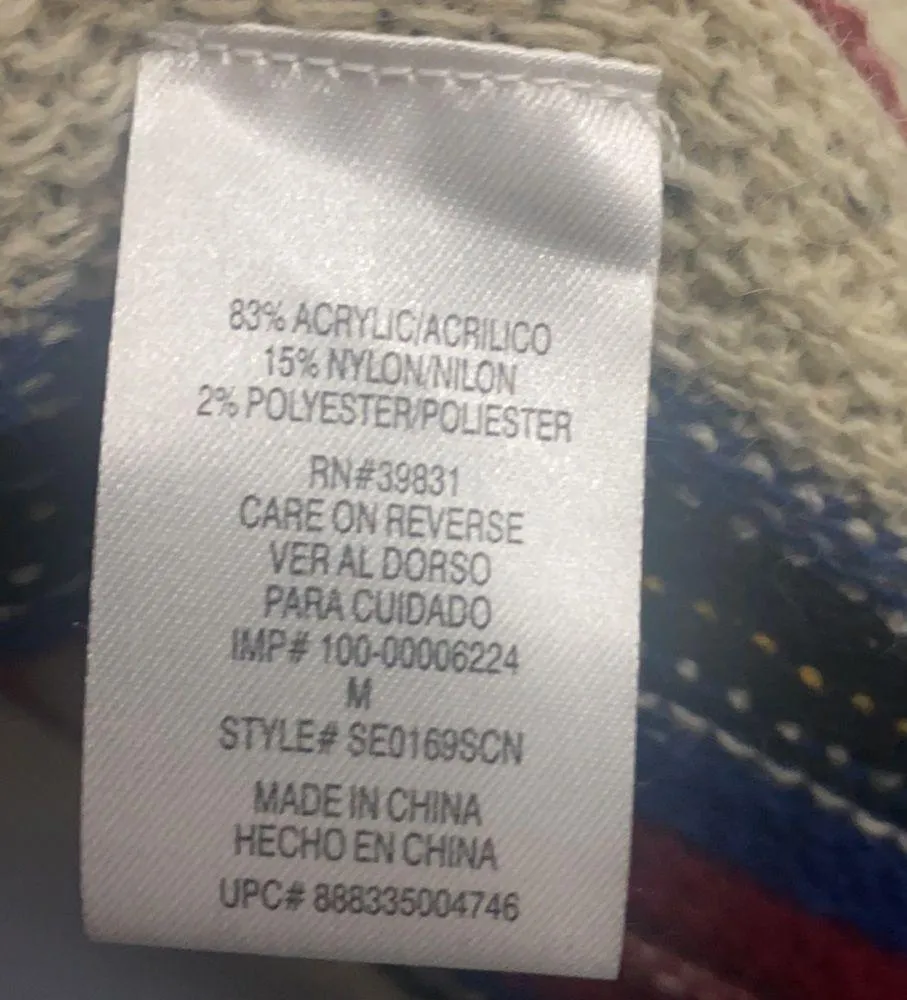 83% ACRYLIC/ACRILICO
15% NYLON/NILON
2% POLYESTER/POLIESTER
RN#39831
CARE ON REVERSE
VER AL DORSO
PARA CUIDADO
IMP# 100-00006224
M
STYLE# SE0169SCN
MADE IN CHINA
HECHO EN CHINA
UPC# 888335004746